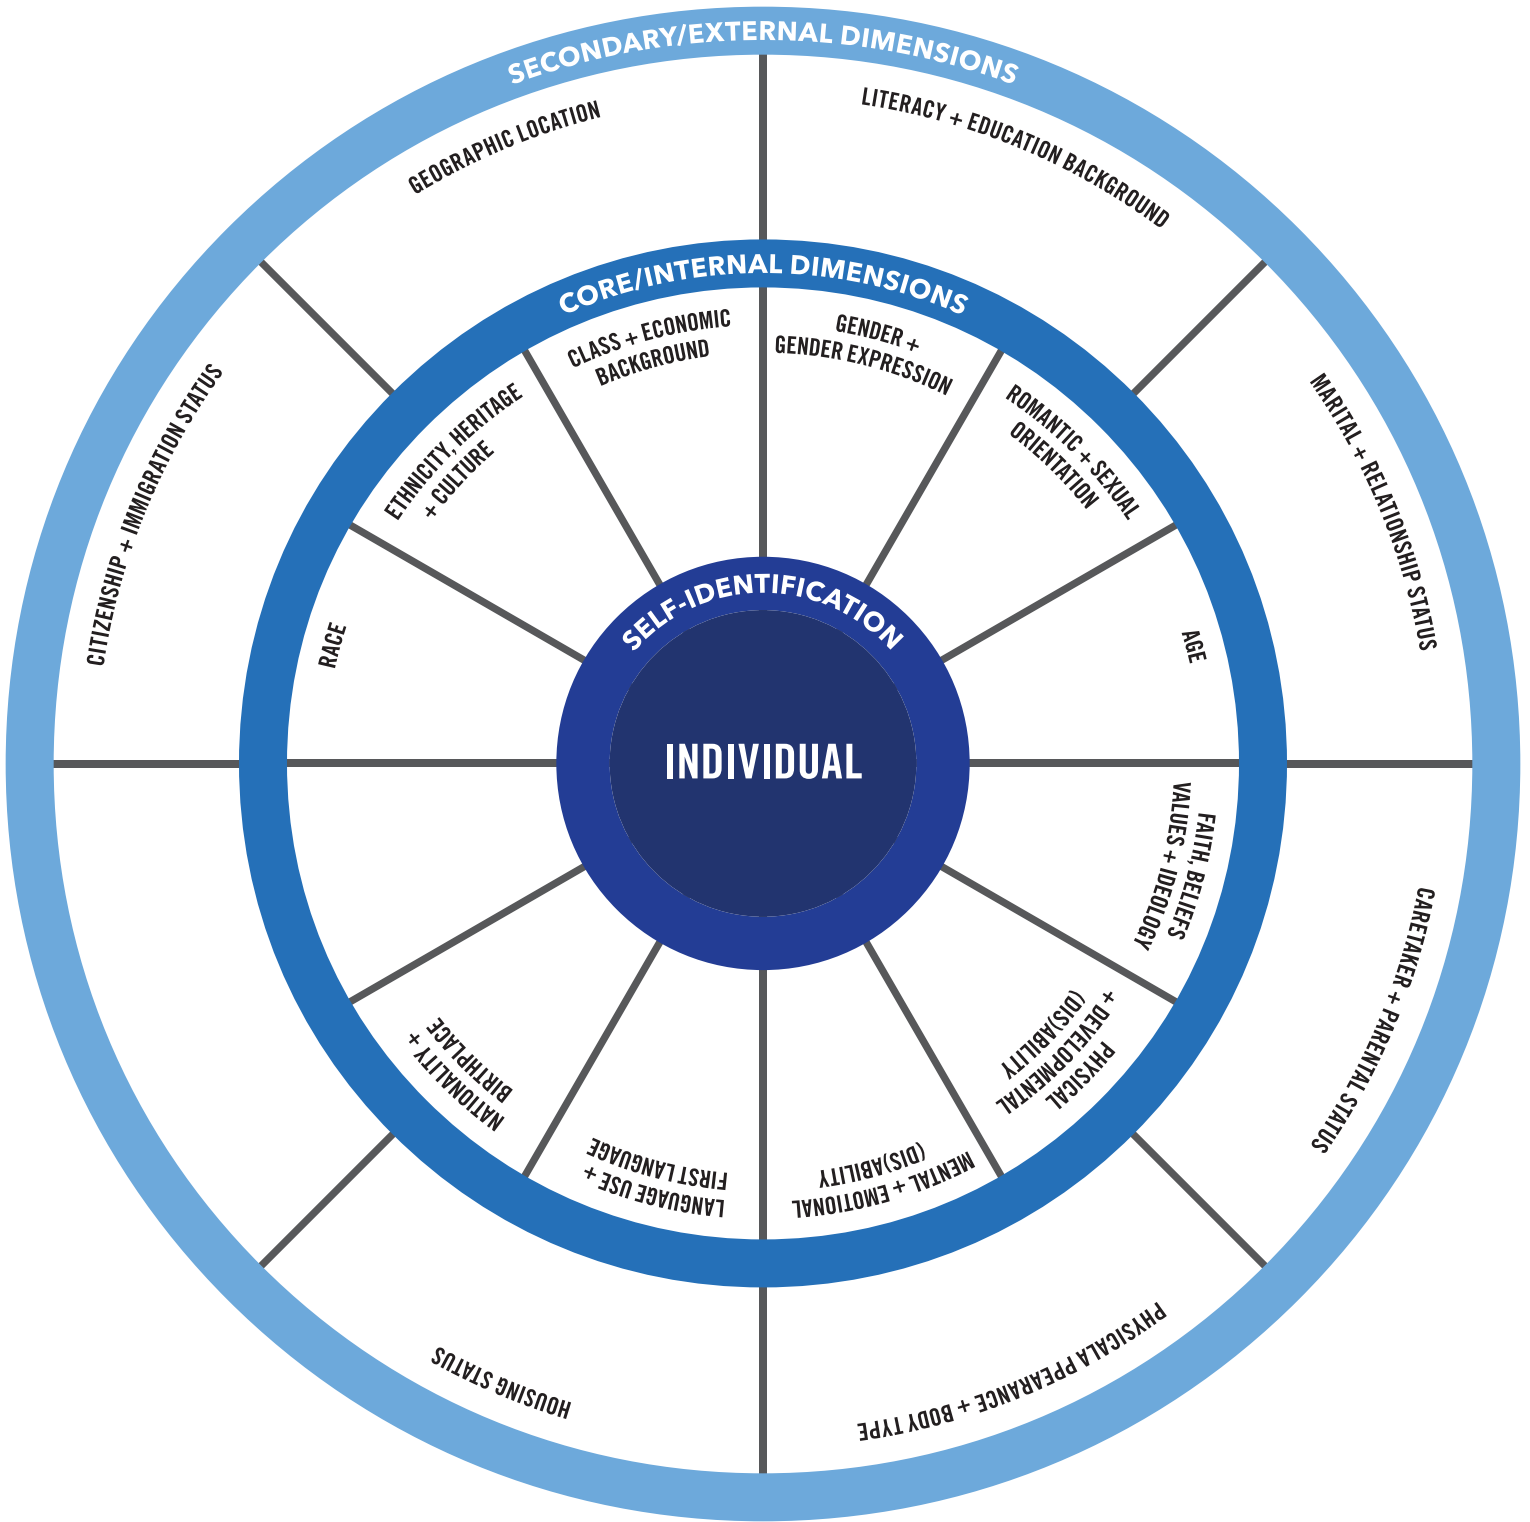 SECONDARY/EXTERNAL DIMENSIONS
GEOGRAPHIC LOCATION
LITERACY + EDUCATION BACKGROUND
MARITAL + RELATIONSHIP STATUS
CARETAKER + PARENTAL STATUS
PHYSICALA PPEARANCE + BODY TYPE
HOUSING STATUS
CITIZENSHIP + IMMIGRATION STATUS
CORE/INTERNAL DIMENSIONS
CLASS + ECONOMIC
BACKGROUND
GENDER +
GENDER EXPRESSION
ROMANTIC + SEXUAL
ORIENTATION
AGE
FAITH, BELIEFS
VALUES + IDEOLOGY
PHYSICAL
+ DEVELOPMENTAL
(DIS)ABILITY
MENTAL + EMOTIONAL
(DIS)ABILITY
LANGUAGE USE +
FIRST LANGUAGE
NATIONALITY +
BIRTHPLACE
RACE
ETHNICITY, HERITAGE
+ CULTURE
SELF-IDENTIFICATION
INDIVIDUAL